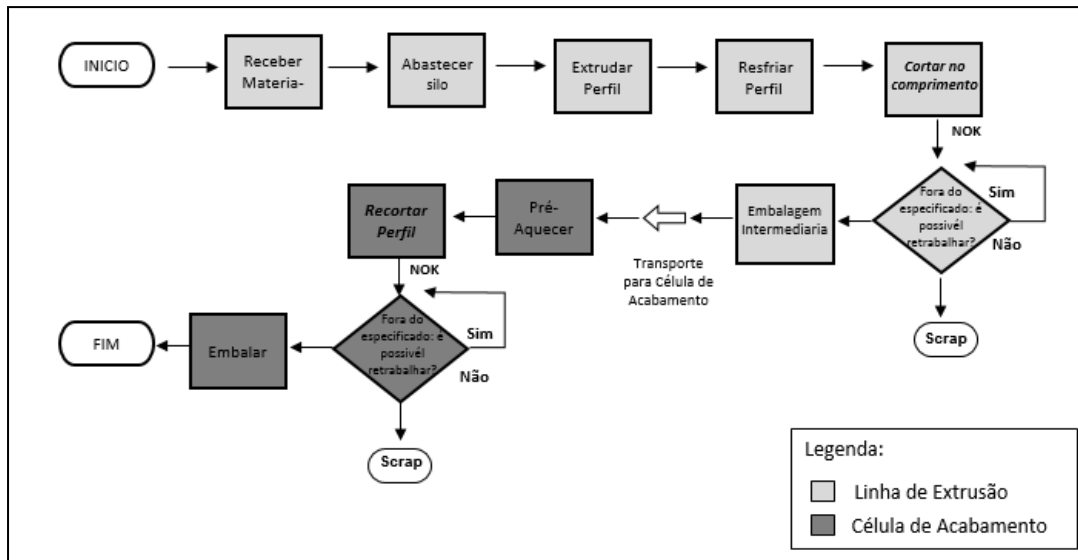 INICIO
Receber
Materia-
Abastecer
silo
Extrudar
Perfil
Resfriar
Perfil
Cortar no
comprimento
NOK
Fora do
especificado: é
possivél
retrabalhar?
Sim
Não
Scrap
Embalagem
Intermediaria
Transporte
para Célula de
Acabamento
Pré-
Aquecer
Recortar
Perfil
NOK
Fora do
especificado: é
possivél
retrabalhar?
Sim
Não
Scrap
Embalar
FIM
Legenda:
Linha de Extrusão
Célula de Acabamento